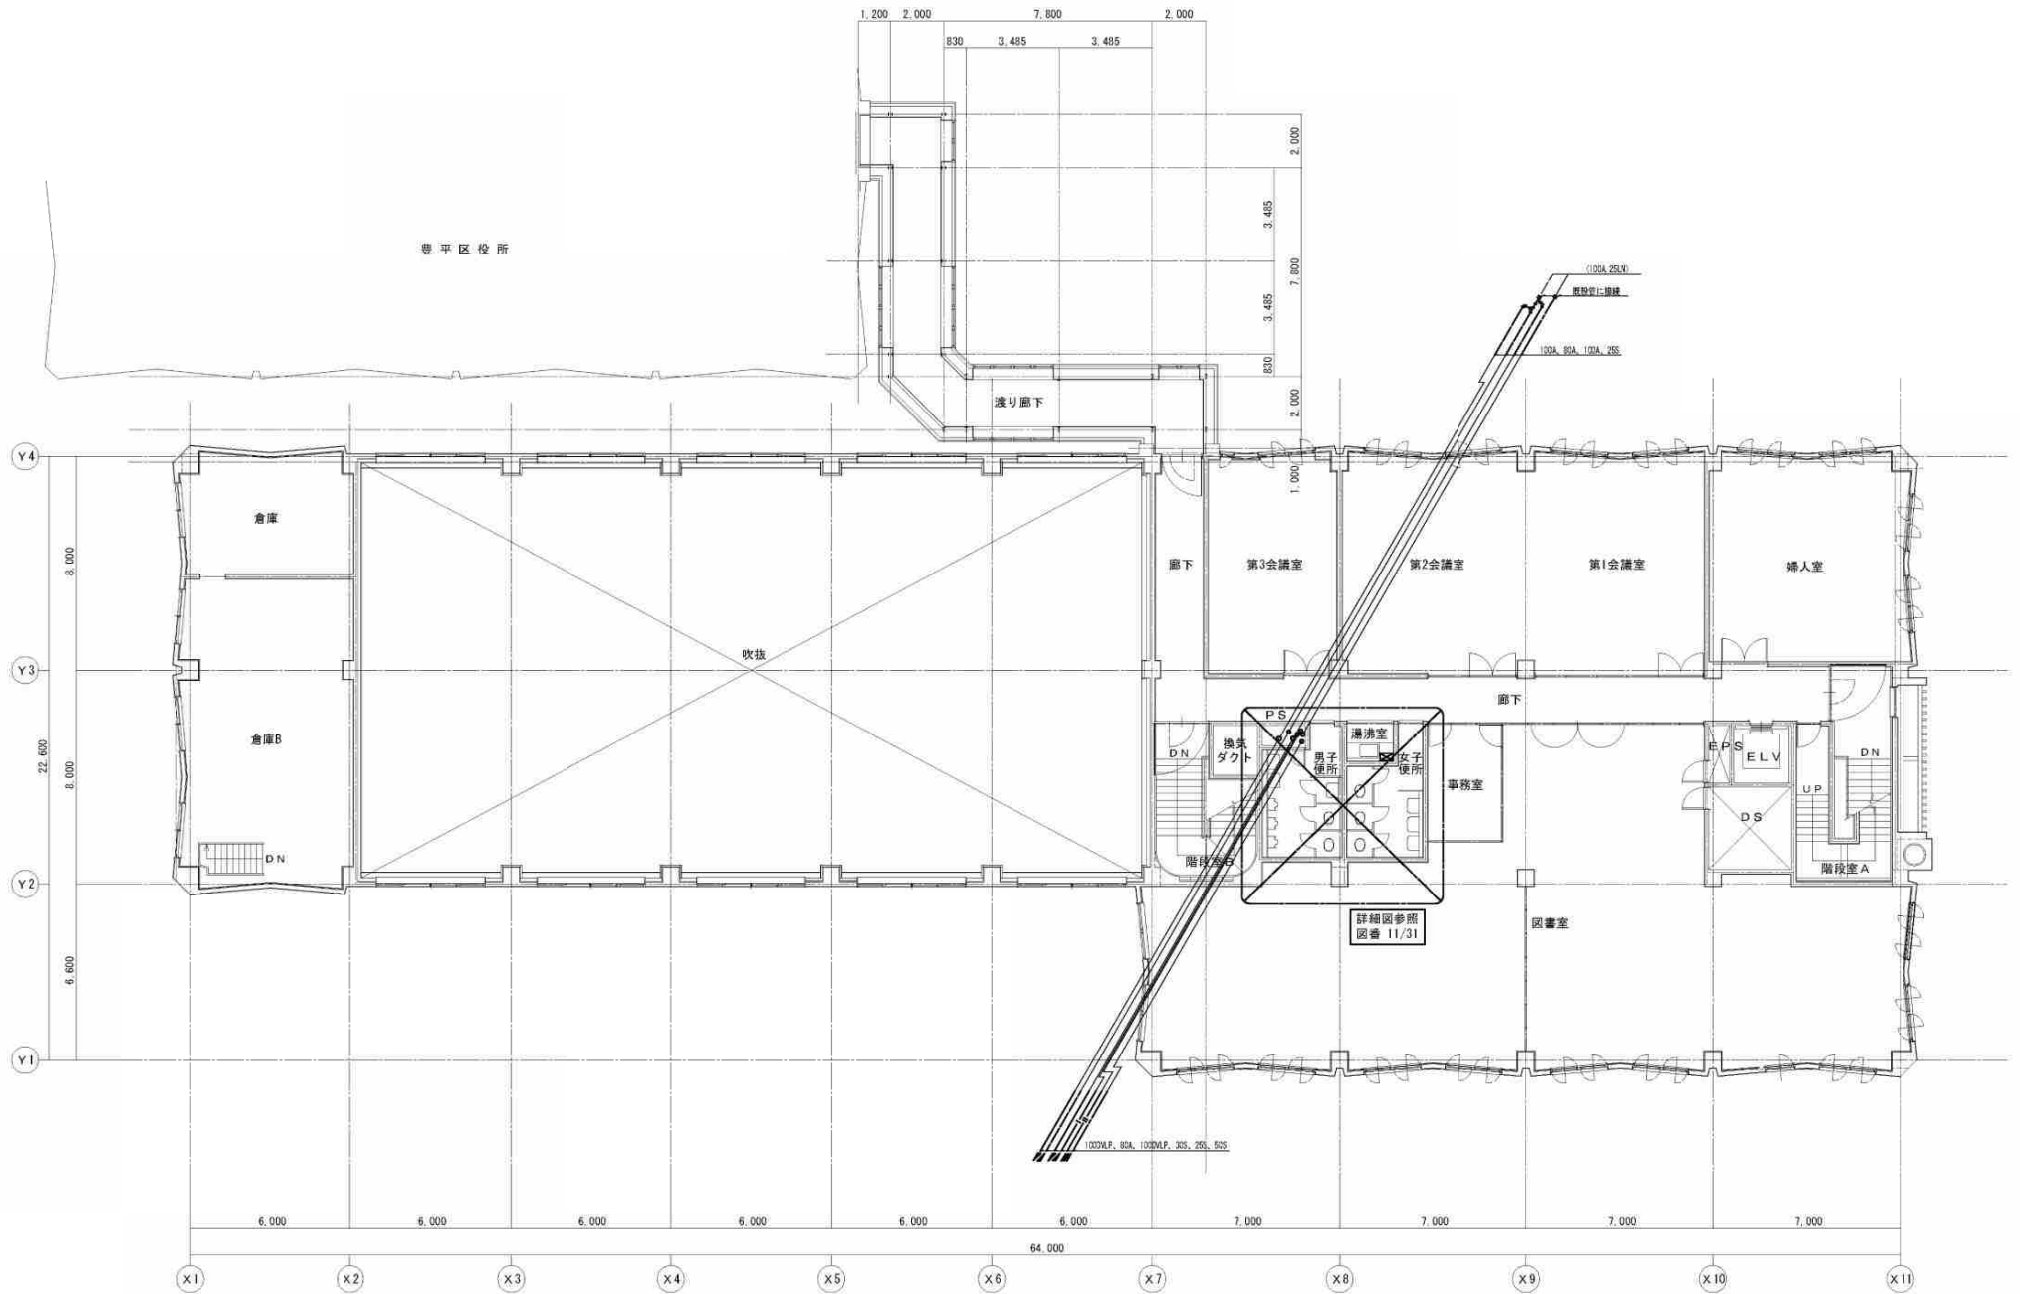 1,200
2,000
7,800
2,000
830
3,485
3,485
2,000
3,485
7,800
3,485
830
2,000
1,000
豊平区役所
(100A,25LN)
既設管に接続
100A, 80A, 100A, 25S
渡り廊下
Y4
倉庫
8,000
廊下
第3会議室
第2会議室
第1会議室
婦人室
吹抜
Y3
廊下
PS
倉庫B
DN
換気
ダクト
男子
便所
湯沸室
女子
便所
事務室
EPS
ELV
DN
22,600
8,000
UP
DS
DN
階段室B
階段室A
Y2
詳細図参照
図番 11/31
図書室
6,600
Y1
100DVLP, 80A, 100DVLP, 30S, 25S, 50S
6,000
6,000
6,000
6,000
6,000
6,000
7,000
7,000
7,000
7,000
64,000
X1
X2
X3
X4
X5
X6
X7
X8
X9
X10
X11